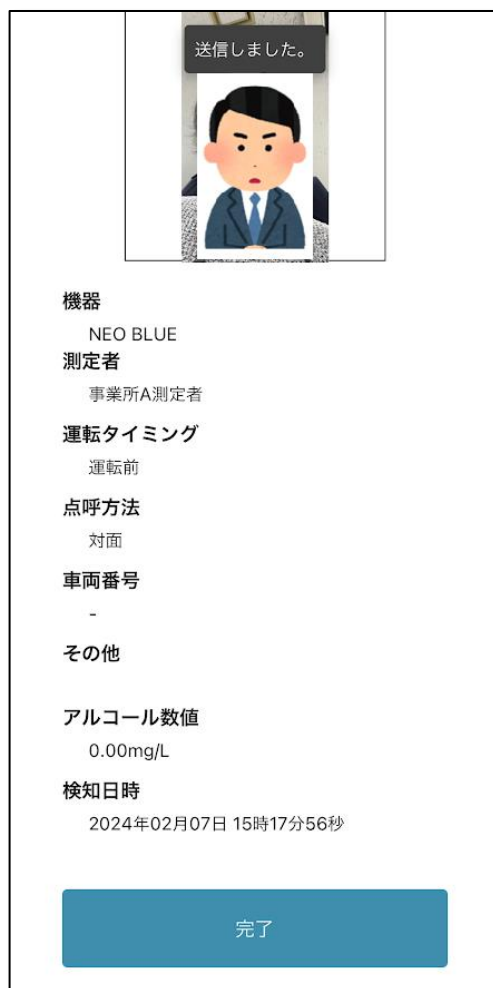 送信しました。
機器
NEO BLUE
測定者
事業所A測定者
運転タイミング
運転前
点呼方法
対面
車両番号
-
その他
アルコール数値
0.00mg/L
検知日時
2024年02月07日 15時17分56秒
完了